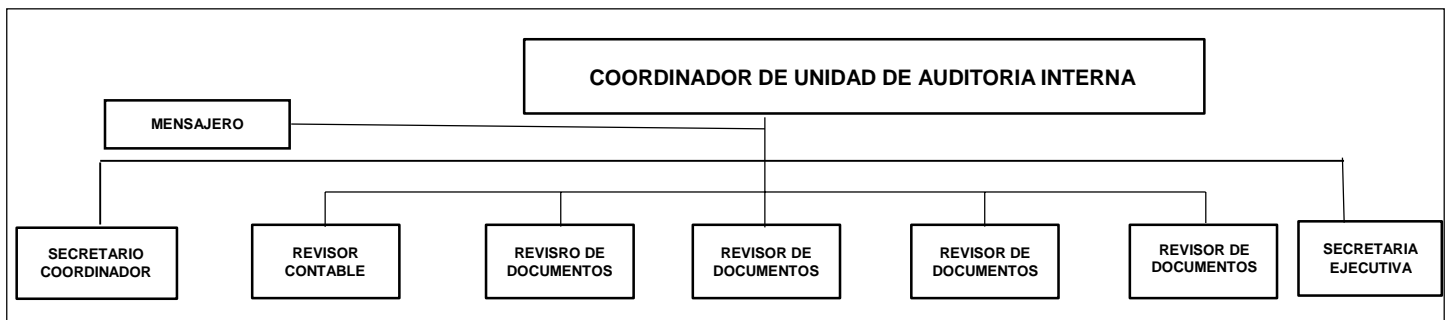 COORDINADOR DE UNIDAD DE AUDITORIA INTERNA
MENSAJERO
SECRETARIO
COORDINADOR
REVISOR
CONTABLE
REVISRO DE
DOCUMENTOS
REVISOR DE
DOCUMENTOS
REVISOR DE
DOCUMENTOS
REVISOR DE
DOCUMENTOS
SECRETARIA
EJECUTIVA